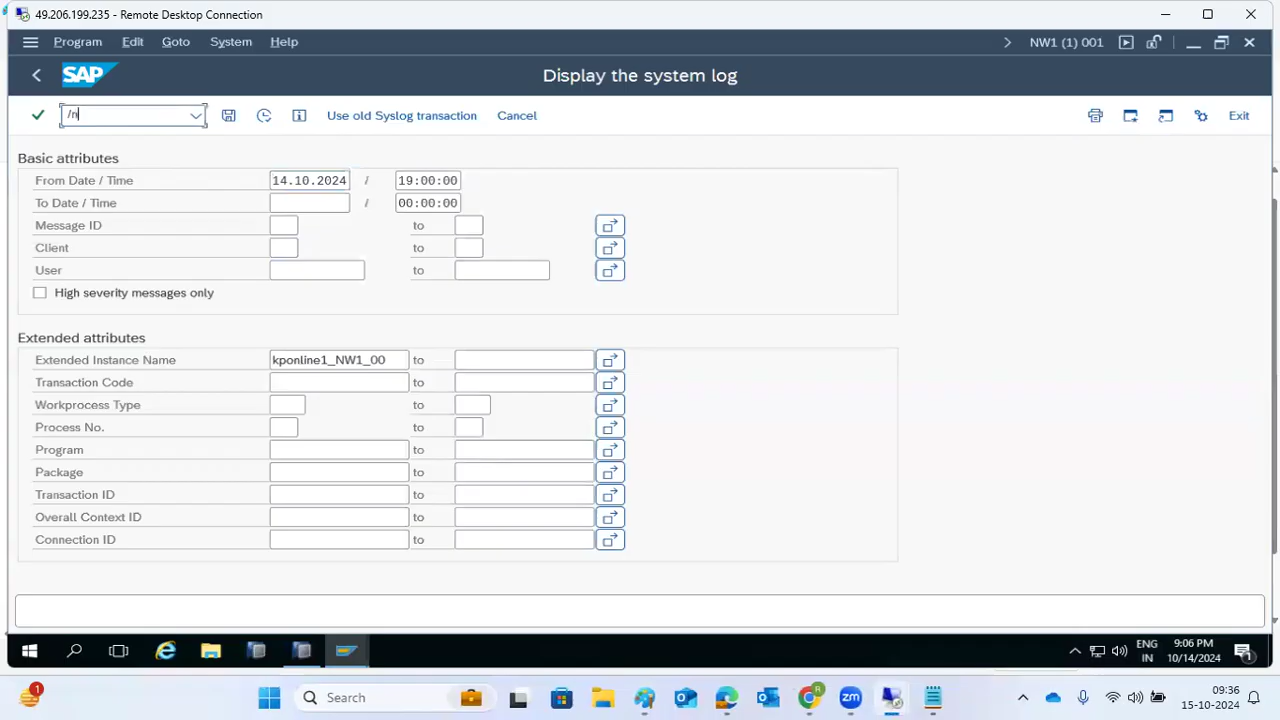 49.206.199.235 - Remote Desktop Connection
Program Edit Goto System Help NW1 (1) 001
SAP Display the system log
/n Use old Syslog transaction Cancel Exit
Basic attributes
From Date / Time 14.10.2024 / 19:00:00
To Date / Time / 00:00:00
Message ID to
Client to
User to
High severity messages only
Extended attributes
Extended Instance Name kponline1_NW1_00 to
Transaction Code to
Workprocess Type to
Process No. to
Program to
Package to
Transaction ID to
Overall Context ID to
Connection ID to
ENG 9:06 PM
IN 10/14/2024 1
1 Search R zm 09:36
15-10-2024